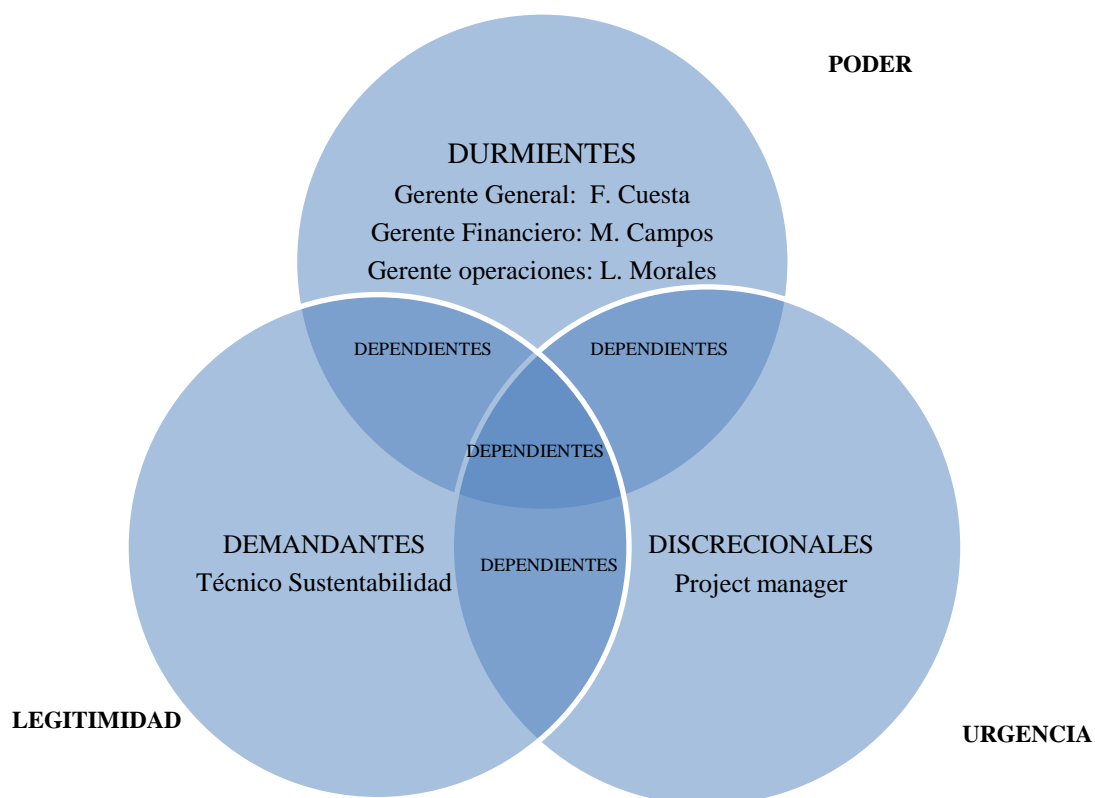 PODER
DURMIENTES
Gerente General:  F. Cuesta
Gerente Financiero: M. Campos
Gerente operaciones: L. Morales
DEPENDIENTES
DEPENDIENTES
DEPENDIENTES
DEMANDANTES
Técnico Sustentabilidad
DEPENDIENTES
DISCRECIONALES
Project manager
LEGITIMIDAD
URGENCIA